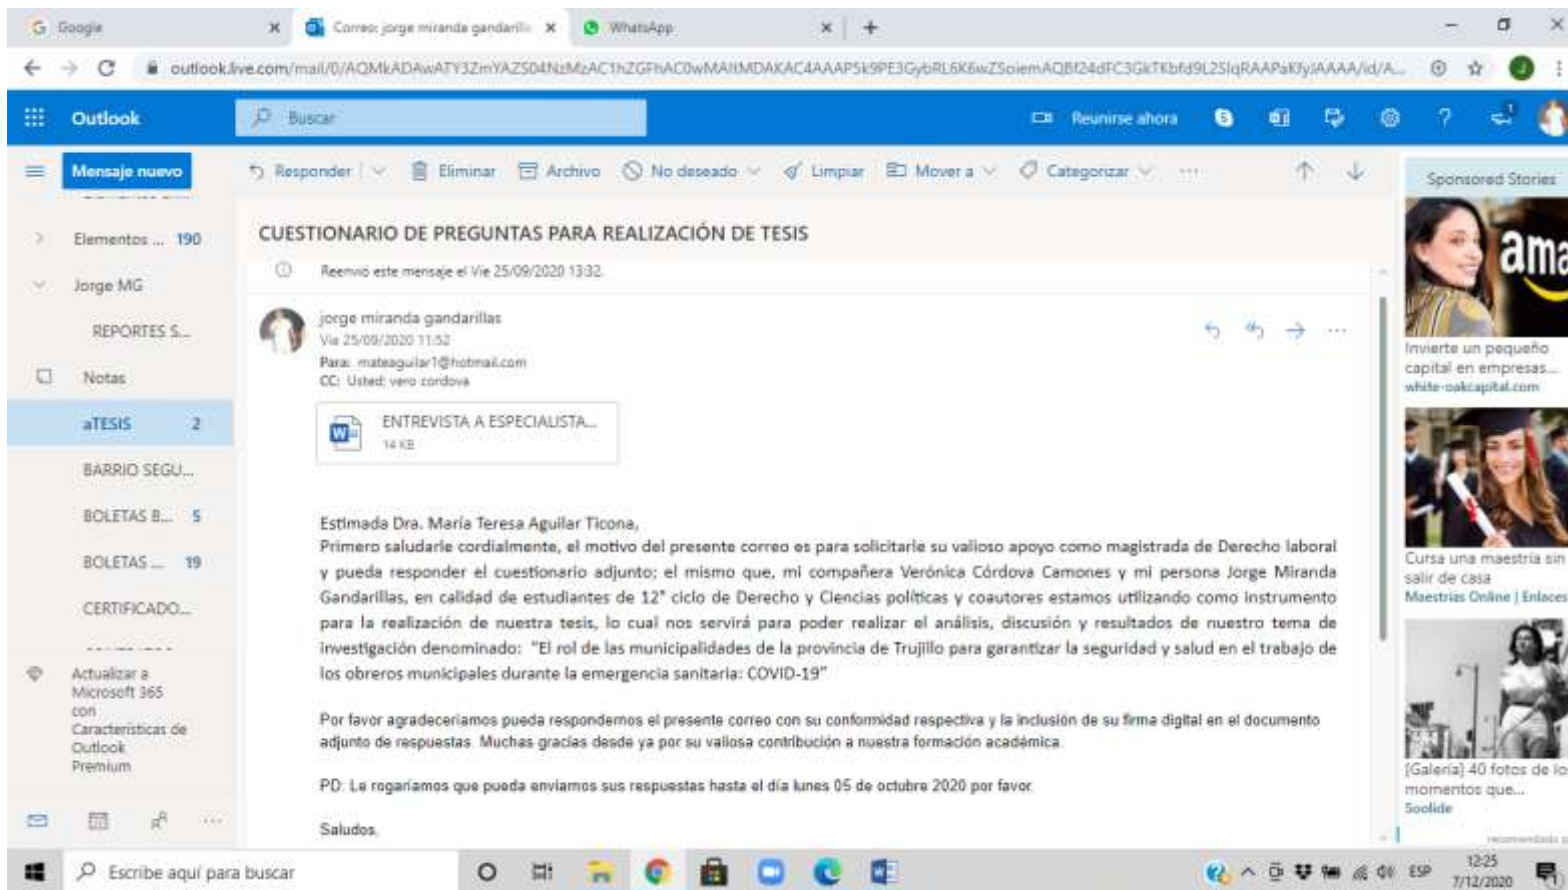 Google
Correo: jorge miranda gandarilla
WhatsApp
Outlook
Buscar
Reunirse ahora
Mensaje nuevo
Responder
Eliminar
Archivo
No deseado
Limpiar
Mover a
Categorizar
Sponsored Stories
Elementos ... 190
Jorge MG
REPORTES S...
Notas
aTESIS 2
BARRIO SEGU...
BOLETAS B... 5
BOLETAS ... 19
CERTIFICADO...
Actualizar a
Microsoft 365
con
Características de
Outlook
Premium
CUESTIONARIO DE PREGUNTAS PARA REALIZACIÓN DE TESIS
Reenvió este mensaje el Vie 25/09/2020 13:32.
jorge miranda gandarillas
Vie 25/09/2020 11:52
Para: mateaguilar1@hotmail.com
CC: Usted; vero cordova
ENTREVISTA A ESPECIALISTA...
14 KB
Estimada Dra. María Teresa Aguilar Ticona,
Primero saludarle cordialmente, el motivo del presente correo es para solicitarle su valioso apoyo como magistrada de Derecho laboral
y pueda responder el cuestionario adjunto; el mismo que, mi compañera Verónica Córdova Camones y mi persona Jorge Miranda
Gandarillas, en calidad de estudiantes de 12° ciclo de Derecho y Ciencias políticas y coautores estamos utilizando como instrumento
para la realización de nuestra tesis, lo cual nos servirá para poder realizar el análisis, discusión y resultados de nuestro tema de
investigación denominado: "El rol de las municipalidades de la provincia de Trujillo para garantizar la seguridad y salud en el trabajo de
los obreros municipales durante la emergencia sanitaria: COVID-19"
Por favor agradeceríamos pueda respondernos el presente correo con su conformidad respectiva y la inclusión de su firma digital en el documento
adjunto de respuestas. Muchas gracias desde ya por su valiosa contribución a nuestra formación académica.
PD: Le rogaríamos que pueda enviarnos sus respuestas hasta el día lunes 05 de octubre 2020 por favor.
Saludos.
ama
Invierte un pequeño
capital en empresas...
white-oakcapital.com
Cursa una maestría sin
salir de casa
Maestrías Online | Enlaces
[Galería] 40 fotos de lo
momentos que...
Soolide
Escribe aquí para buscar
ESP
12:25
7/12/2020